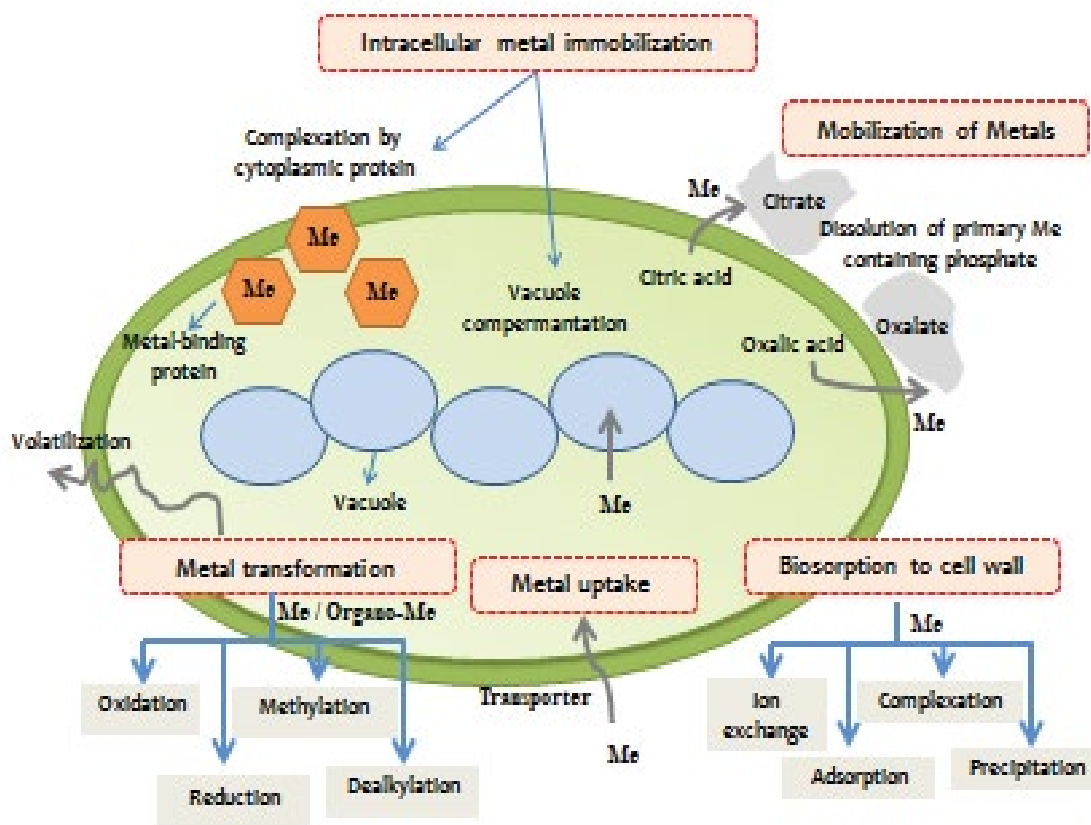 Intracellular metal immobilization
Mobilization of Metals
Complexation by
cytoplasmic protein
Me
Citrate
Dissolution of primary Me
containing phosphate
Me
Me
Me
Citric acid
Vacuole
compermantation
Oxalate
Oxalic acid
Metal-binding
protein
Me
Volatilization
Vacuole
Me
Metal transformation
Metal uptake
Biosorption to cell wall
Me / Organo-Me
Me
Transporter
Oxidation
Methylation
Ion
exchange
Complexation
Me
Reduction
Dealkylation
Adsorption
Precipitation